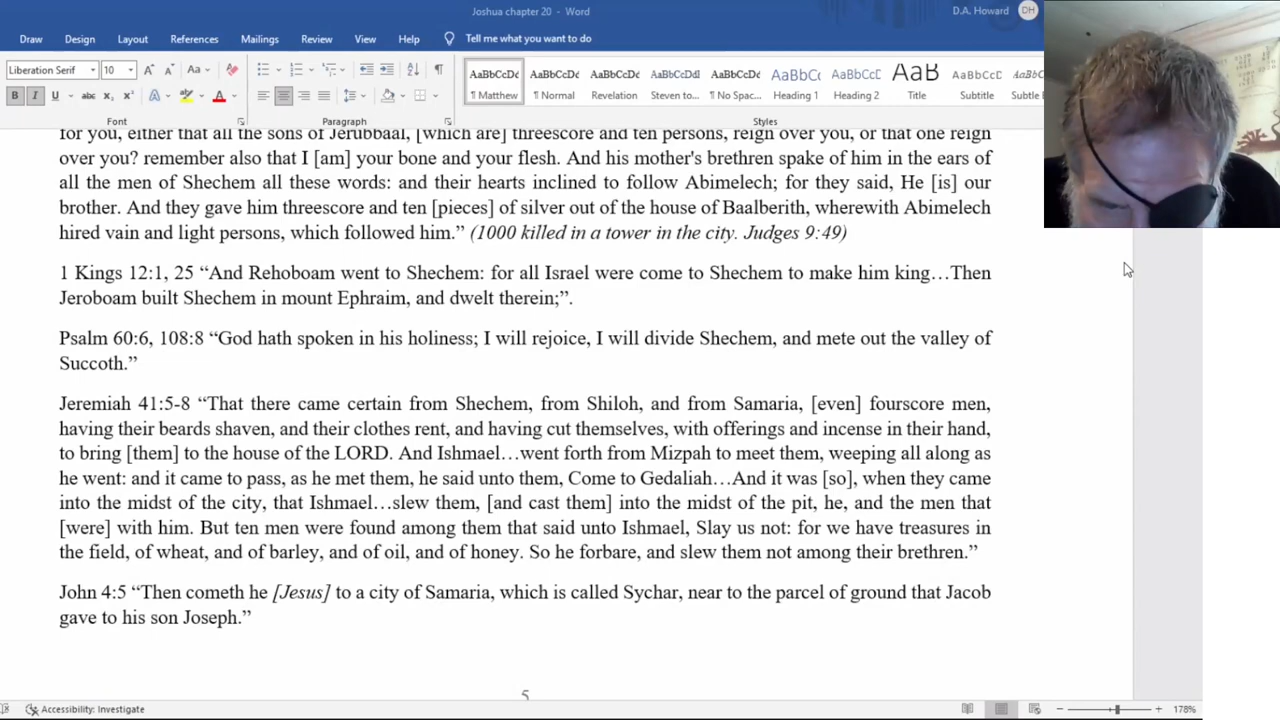 Joshua chapter 20 - Word
D.A. Howard DH
Draw Design Layout References Mailings Review View Help Tell me what you want to do
Liberation Serif 10 A A Aa
B I U abc x₂ x² A A
AaBbCcDc AaBbCcDc AaBbCcDc AaBbCcDdI AaBbCcDc AaBbCc AaBbCcD AaB AaBbCcD AaBbCcDc
¶ Matthew ¶ Normal Revelation Steven to... ¶ No Spac... Heading 1 Heading 2 Title Subtitle Subtle
Font Paragraph Styles
for you, either that all the sons of Jerubbaal, [which are] threescore and ten persons, reign over you, or that one reign
over you? remember also that I [am] your bone and your flesh. And his mother's brethren spake of him in the ears of
all the men of Shechem all these words: and their hearts inclined to follow Abimelech; for they said, He [is] our
brother. And they gave him threescore and ten [pieces] of silver out of the house of Baalberith, wherewith Abimelech
hired vain and light persons, which followed him.” (1000 killed in a tower in the city. Judges 9:49)
1 Kings 12:1, 25 “And Rehoboam went to Shechem: for all Israel were come to Shechem to make him king…Then
Jeroboam built Shechem in mount Ephraim, and dwelt therein;”.
Psalm 60:6, 108:8 “God hath spoken in his holiness; I will rejoice, I will divide Shechem, and mete out the valley of
Succoth.”
Jeremiah 41:5-8 “That there came certain from Shechem, from Shiloh, and from Samaria, [even] fourscore men,
having their beards shaven, and their clothes rent, and having cut themselves, with offerings and incense in their hand,
to bring [them] to the house of the LORD. And Ishmael…went forth from Mizpah to meet them, weeping all along as
he went: and it came to pass, as he met them, he said unto them, Come to Gedaliah…And it was [so], when they came
into the midst of the city, that Ishmael…slew them, [and cast them] into the midst of the pit, he, and the men that
[were] with him. But ten men were found among them that said unto Ishmael, Slay us not: for we have treasures in
the field, of wheat, and of barley, and of oil, and of honey. So he forbare, and slew them not among their brethren.”
John 4:5 “Then cometh he [Jesus] to a city of Samaria, which is called Sychar, near to the parcel of ground that Jacob
gave to his son Joseph.”
5
Accessibility: Investigate 178%